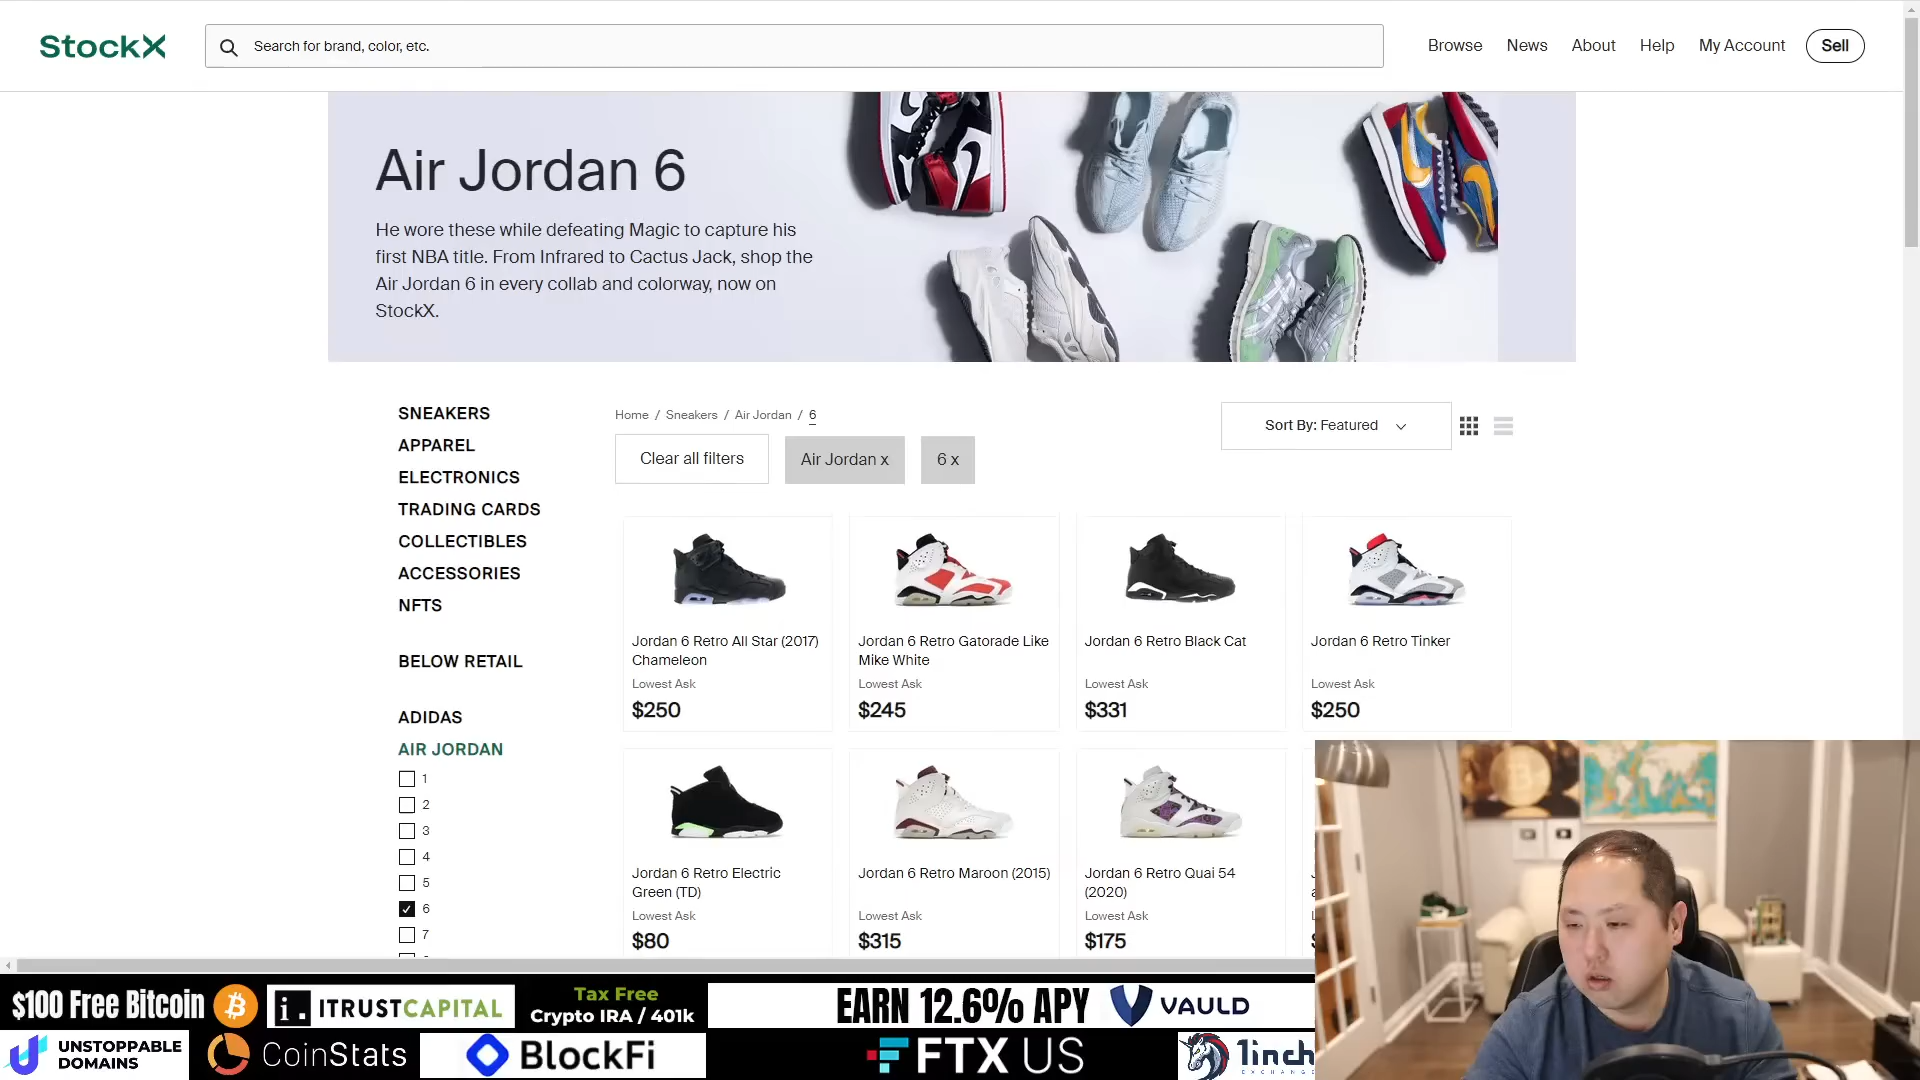 StockX
Search for brand, color, etc.
Browse
News
About
Help
My Account
Sell
Air Jordan 6
He wore these while defeating Magic to capture his
first NBA title. From Infrared to Cactus Jack, shop the
Air Jordan 6 in every collab and colorway, now on
StockX.
SNEAKERS
APPAREL
ELECTRONICS
TRADING CARDS
COLLECTIBLES
ACCESSORIES
NFTS
BELOW RETAIL
ADIDAS
AIR JORDAN
1
2
3
4
5
6
7
Home / Sneakers / Air Jordan / 6
Clear all filters
Air Jordan x
6 x
Sort By: Featured
Jordan 6 Retro All Star (2017)
Chameleon
Lowest Ask
$250
Jordan 6 Retro Gatorade Like
Mike White
Lowest Ask
$245
Jordan 6 Retro Black Cat
Lowest Ask
$331
Jordan 6 Retro Tinker
Lowest Ask
$250
Jordan 6 Retro Electric
Green (TD)
Lowest Ask
$80
Jordan 6 Retro Maroon (2015)
Lowest Ask
$315
Jordan 6 Retro Quai 54
(2020)
Lowest Ask
$175
$100 Free Bitcoin
ITRUSTCAPITAL
Tax Free
Crypto IRA / 401k
EARN 12.6% APY
VAULD
UNSTOPPABLE
DOMAINS
CoinStats
BlockFi
FTX US
1inch